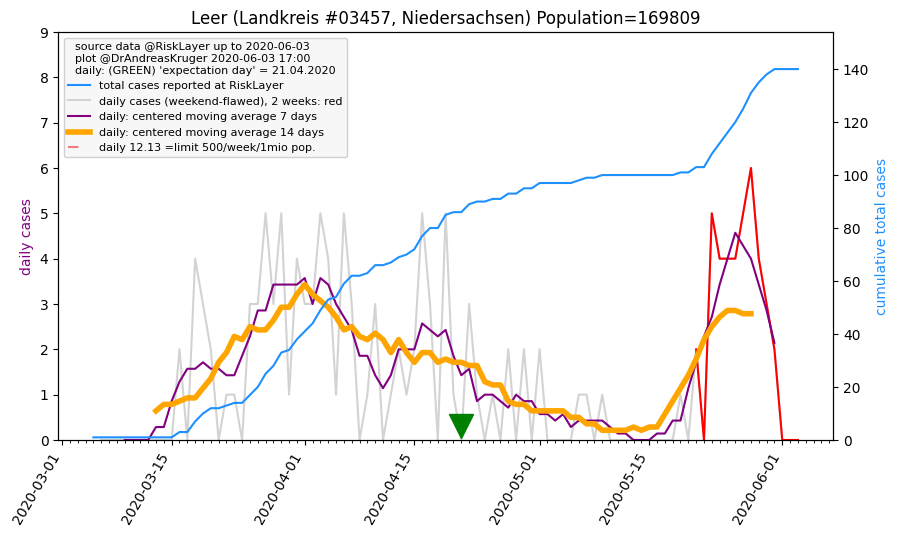 Leer (Landkreis #03457, Niedersachsen) Population=169809
source data @RiskLayer up to 2020-06-03
plot @DrAndreasKruger 2020-06-03 17:00
daily: (GREEN) 'expectation day' = 21.04.2020
total cases reported at RiskLayer
daily cases (weekend-flawed), 2 weeks: red
daily: centered moving average 7 days
daily: centered moving average 14 days
daily 12.13 =limit 500/week/1mio pop.
daily cases
9
8
7
6
5
4
3
2
1
0
140
120
100
80
60
40
20
0
cumulative total cases
2020-03-01
2020-03-15
2020-04-01
2020-04-15
2020-05-01
2020-05-15
2020-06-01